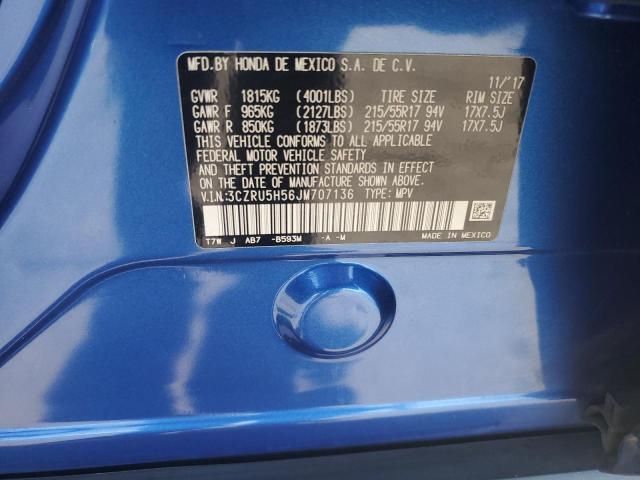 MFD.BY HONDA DE MEXICO S.A. DE C.V.
11/'17
GVWR 1815KG (4001LBS) TIRE SIZE RIM SIZE
GAWR F 965KG (2127LBS) 215/55R17 94V 17X7.5J
GAWR R 850KG (1873LBS) 215/55R17 94V 17X7.5J
THIS VEHICLE CONFORMS TO ALL APPLICABLE
FEDERAL MOTOR VEHICLE SAFETY
AND THEFT PREVENTION STANDARDS IN EFFECT
ON THE DATE OF MANUFACTURE SHOWN ABOVE.
V.I.N:3CZRU5H56JM707136 TYPE: MPV
T7W J AB7 -B593M -A -M MADE IN MEXICO